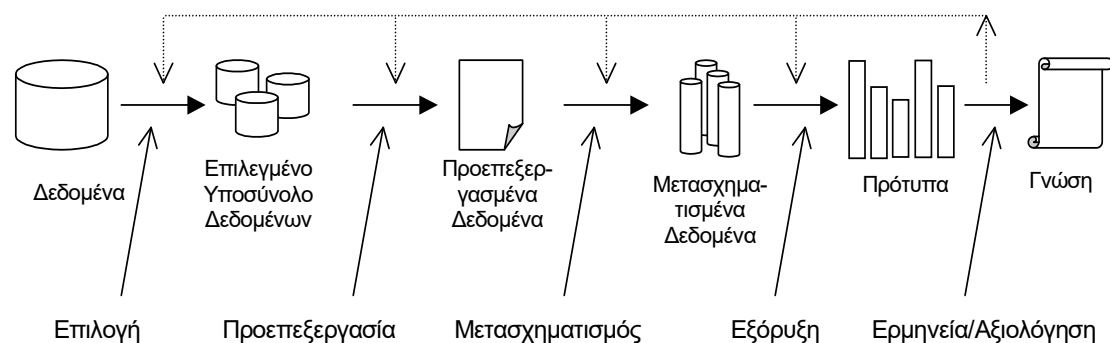 Δεδομένα
Επιλεγμένο
Υποσύνολο
Δεδομένων
Προεπεξερ-
γασμένα
Δεδομένα
Μετασχημα-
τισμένα
Δεδομένα
Πρότυπα
Γνώση
Επιλογή
Προεπεξεργασία
Μετασχηματισμός
Εξόρυξη
Ερμηνεία/Αξιολόγηση